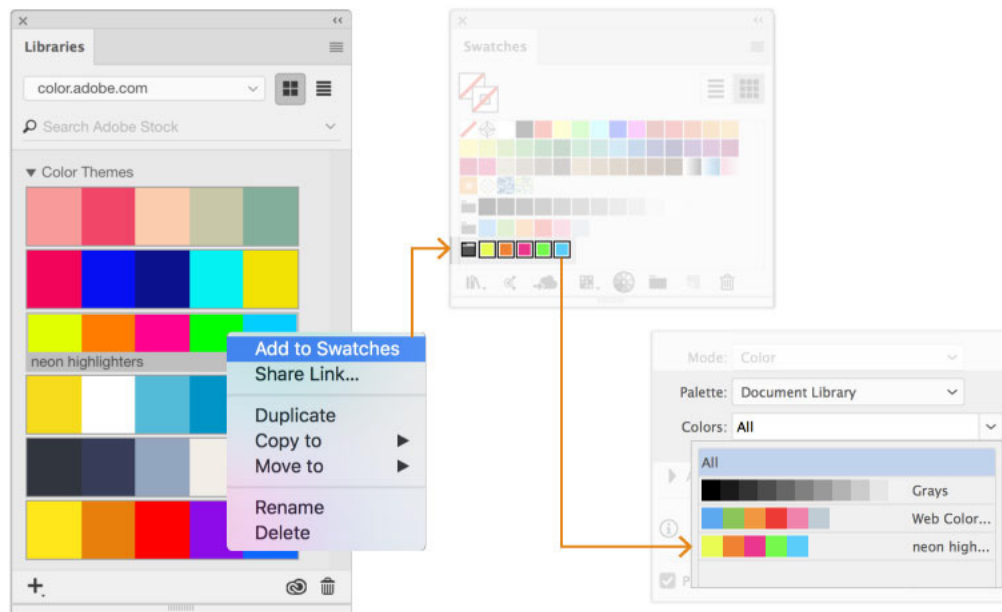 Libraries
color.adobe.com
Search Adobe Stock
Color Themes
neon highlighters
Add to Swatches
Share Link...
Duplicate
Copy to
Move to
Rename
Delete
Swatches
Mode: Color
Palette: Document Library
Colors: All
All
Grays
Web Color...
neon high...